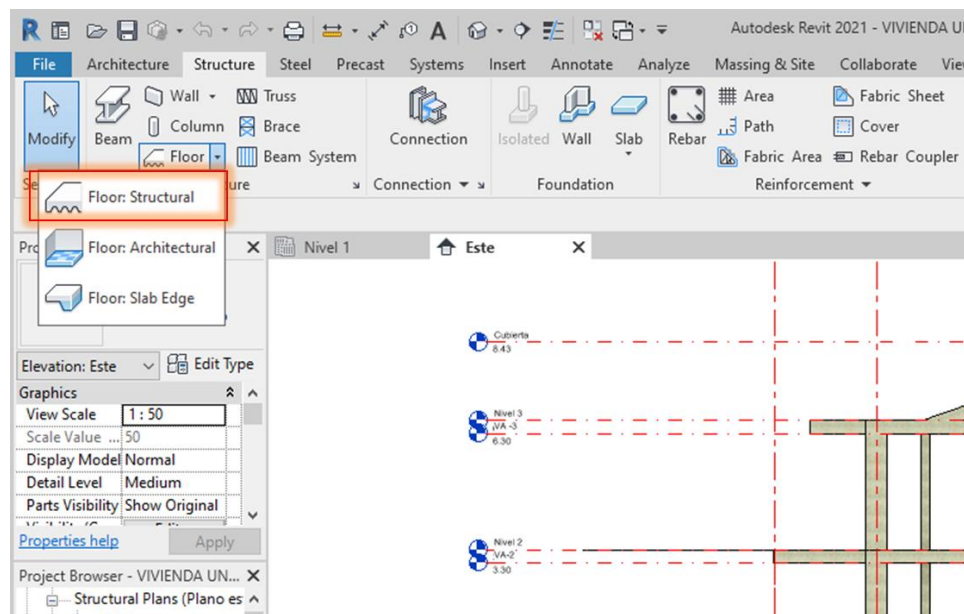 Autodesk Revit 2021 - VIVIENDA U
File Architecture Structure Steel Precast Systems Insert Annotate Analyze Massing & Site Collaborate Vie
Modify
Beam
Wall
Column
Floor
Truss
Brace
Beam System
Connection
Isolated
Wall
Slab
Rebar
Area
Path
Fabric Area
Fabric Sheet
Cover
Rebar Coupler
Se ure Connection Foundation Reinforcement
Floor: Structural
Floor: Architectural
Floor: Slab Edge
Pro
Nivel 1
Este
Elevation: Este
Edit Type
Graphics
View Scale 1 : 50
Scale Value ... 50
Display Model Normal
Detail Level Medium
Parts Visibility Show Original
Properties help
Apply
Project Browser - VIVIENDA UN...
Structural Plans (Plano es
Cubierta
8.43
Nivel 3
VA -3
6.30
Nivel 2
VA-2
3.30